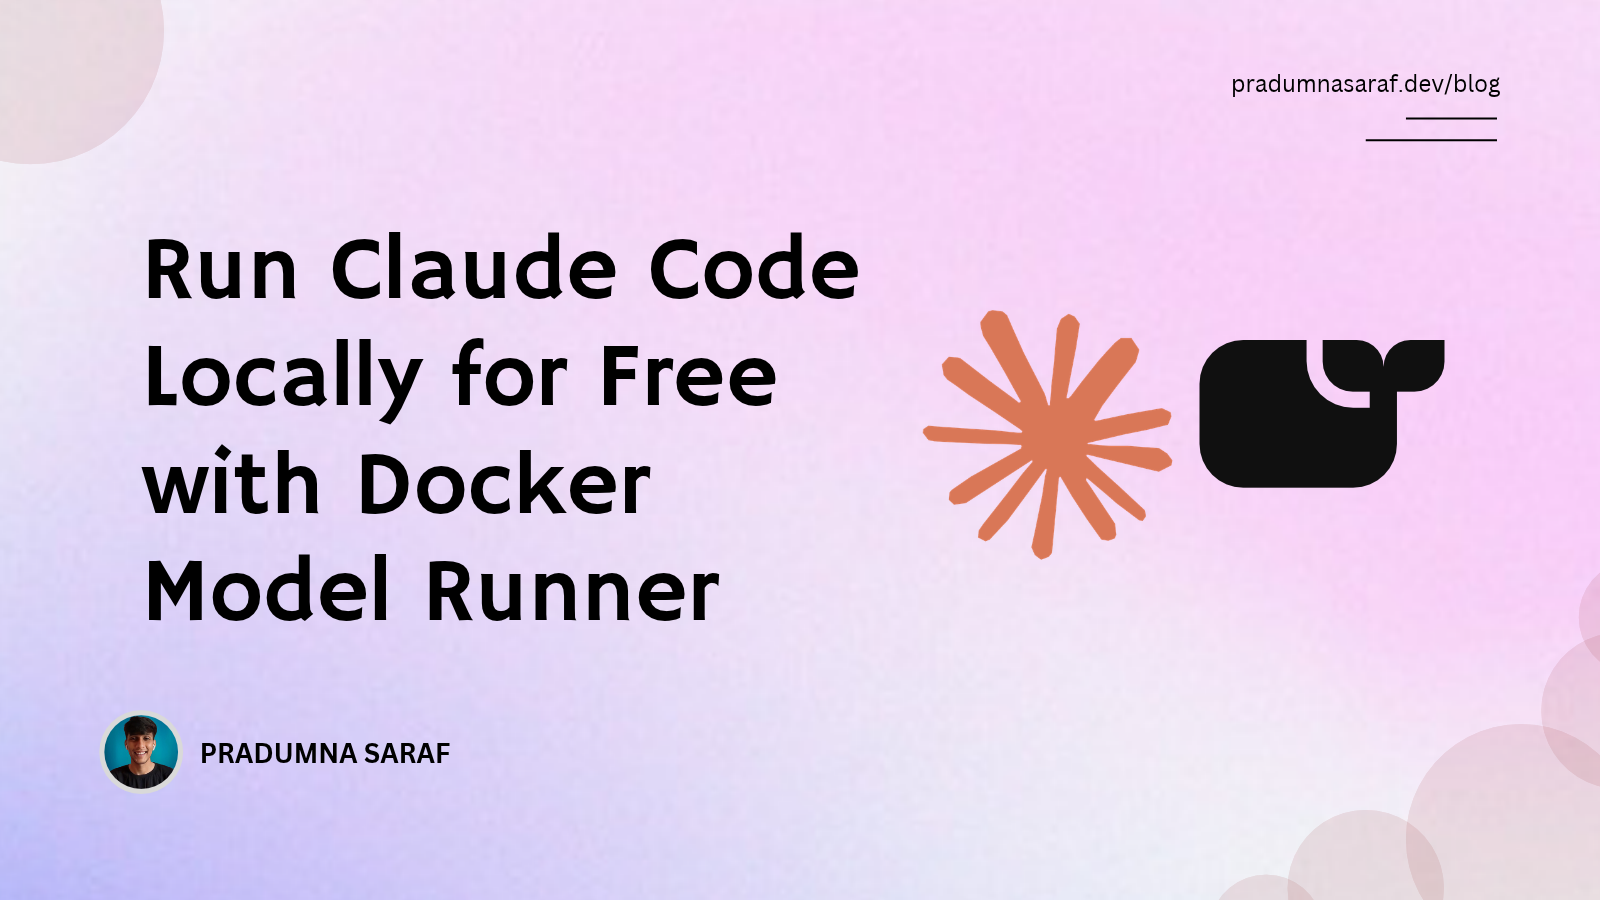 pradumnasaraf.dev/blog
Run Claude Code
Locally for Free
with Docker
Model Runner
PRADUMNA SARAF